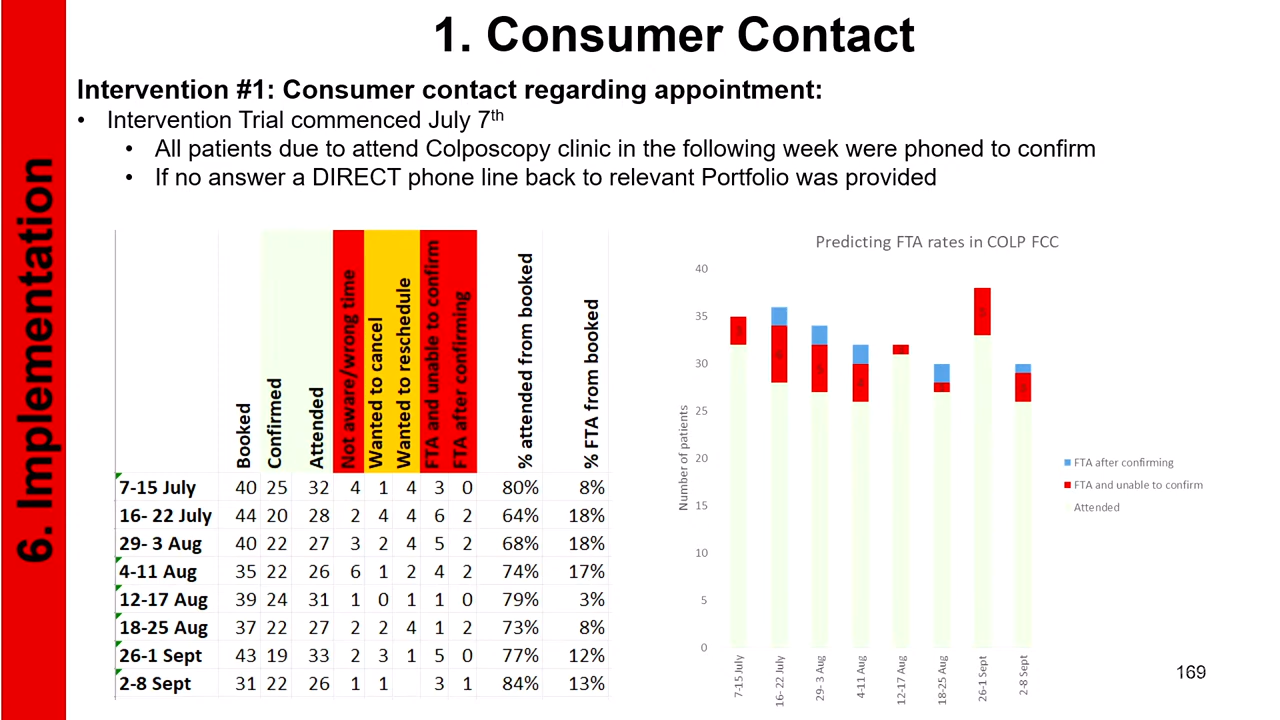 1. Consumer Contact
6. Implementation
Intervention #1: Consumer contact regarding appointment:
• Intervention Trial commenced July 7th
• All patients due to attend Colposcopy clinic in the following week were phoned to confirm
• If no answer a DIRECT phone line back to relevant Portfolio was provided
Booked Confirmed Attended Not aware/wrong time Wanted to cancel Wanted to reschedule FTA and unable to confirm FTA after confirming % attended from booked % FTA from booked
7-15 July 40 25 32 4 1 4 3 0 80% 8%
16- 22 July 44 20 28 2 4 4 6 2 64% 18%
29- 3 Aug 40 22 27 3 2 4 5 2 68% 18%
4-11 Aug 35 22 26 6 1 2 4 2 74% 17%
12-17 Aug 39 24 31 1 0 1 1 0 79% 3%
18-25 Aug 37 22 27 2 2 4 1 2 73% 8%
26-1 Sept 43 19 33 2 3 1 5 0 77% 12%
2-8 Sept 31 22 26 1 1 3 1 84% 13%
Predicting FTA rates in COLP FCC
Number of patients
40
35
30
25
20
15
10
5
0
7-15 July 16- 22 July 29- 3 Aug 4-11 Aug 12-17 Aug 18-25 Aug 26-1 Sept 2-8 Sept
FTA after confirming
FTA and unable to confirm
Attended
169